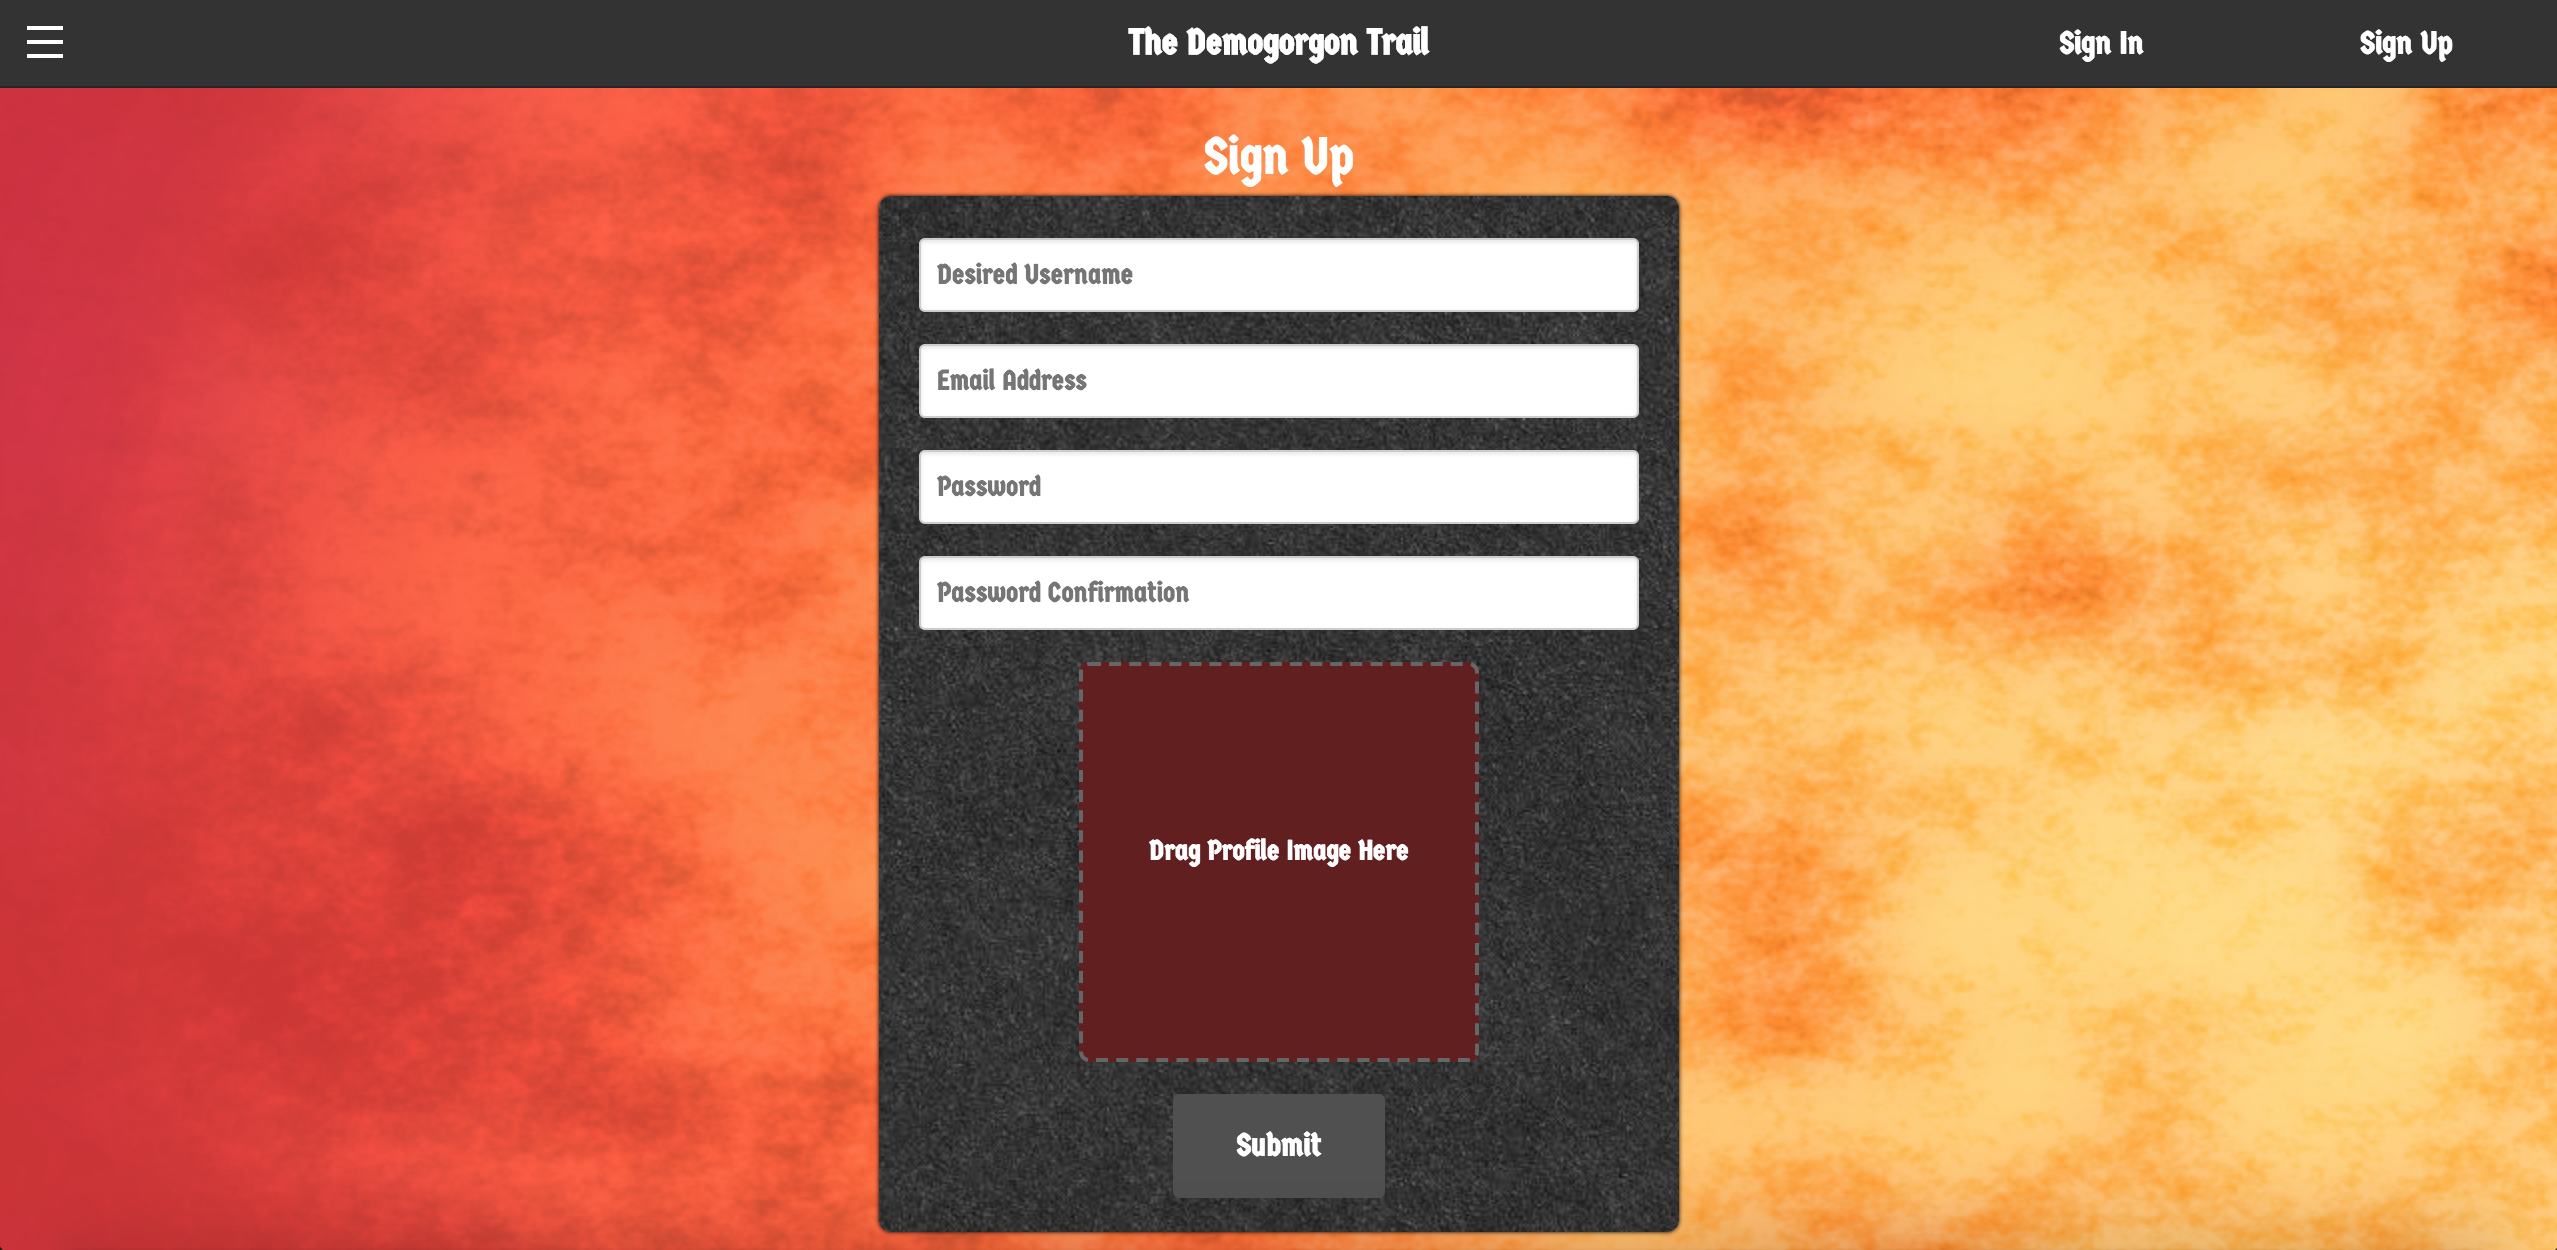 The Demogorgon Trail
Sign In
Sign Up
Sign Up
Desired Username
Email Address
Password
Password Confirmation
Drag Profile Image Here
Submit